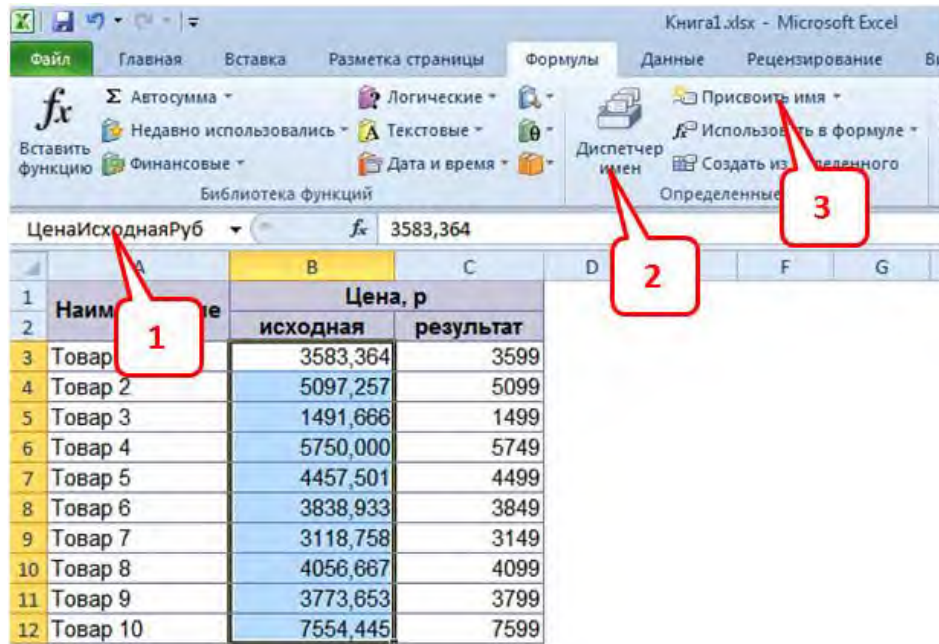 Книга1.xlsx - Microsoft Excel
Файл Главная Вставка Разметка страницы Формулы Данные Рецензирование
fx Σ Автосумма Логические Присвоить имя
Недавно использовались A Текстовые θ fx Использовать в формуле
Вставить функцию Финансовые Дата и время Диспетчер имен Создать из
Библиотека функций Определенные
3
ЦенаИсходнаяРуб fx 3583,364
2
A B C D F G
1 Цена, р
2 исходная результат
1
3 Товар 3583,364 3599
4 Товар 2 5097,257 5099
5 Товар 3 1491,666 1499
6 Товар 4 5750,000 5749
7 Товар 5 4457,501 4499
8 Товар 6 3838,933 3849
9 Товар 7 3118,758 3149
10 Товар 8 4056,667 4099
11 Товар 9 3773,653 3799
12 Товар 10 7554,445 7599